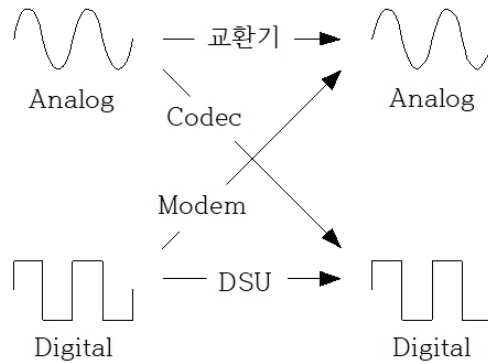 교환기
Analog
Analog
Codec
Modem
DSU
Digital
Digital